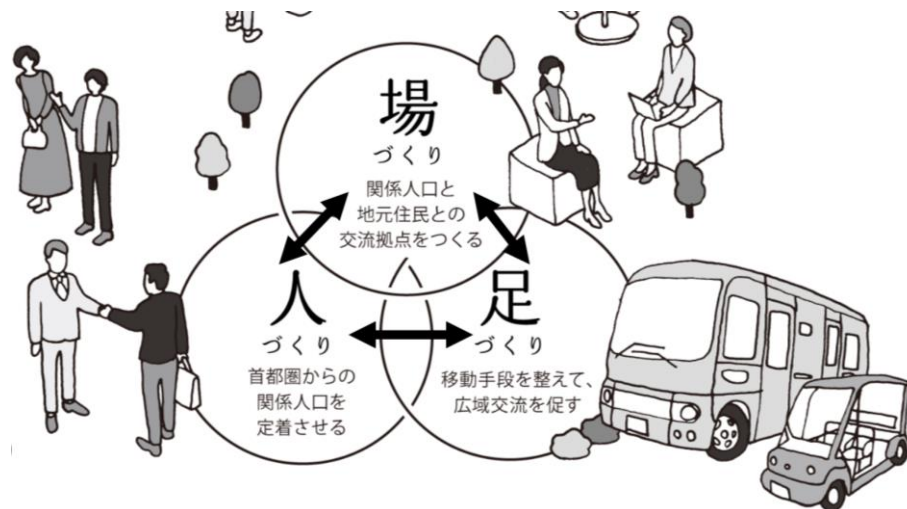 場
づくり
関係人口と
地元住民との
交流拠点をつくる
人
づくり
首都圏からの
関係人口を
定着させる
足
づくり
移動手段を整えて、
広域交流を促す